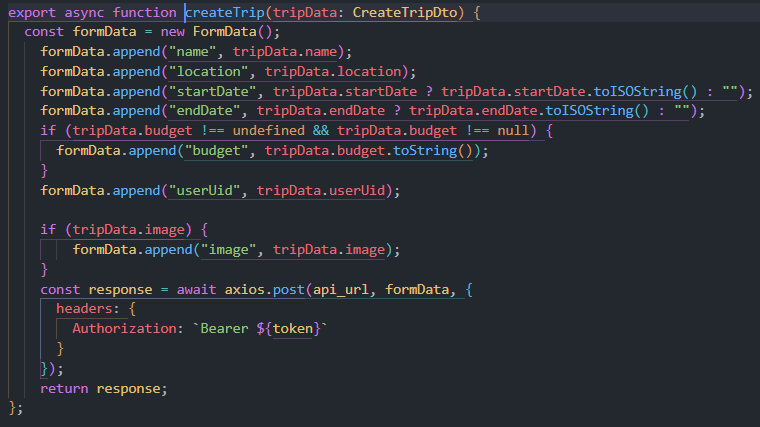 export async function createTrip(tripData: CreateTripDto) {
const formData = new FormData();
formData.append("name", tripData.name);
formData.append("location", tripData.location);
formData.append("startDate", tripData.startDate ? tripData.startDate.toISOString() : "");
formData.append("endDate", tripData.endDate ? tripData.endDate.toISOString() : "");
if (tripData.budget !== undefined && tripData.budget !== null) {
formData.append("budget", tripData.budget.toString());
}
formData.append("userUid", tripData.userUid);
if (tripData.image) {
formData.append("image", tripData.image);
}
const response = await axios.post(api_url, formData, {
headers: {
Authorization: `Bearer ${token}`
}
});
return response;
};